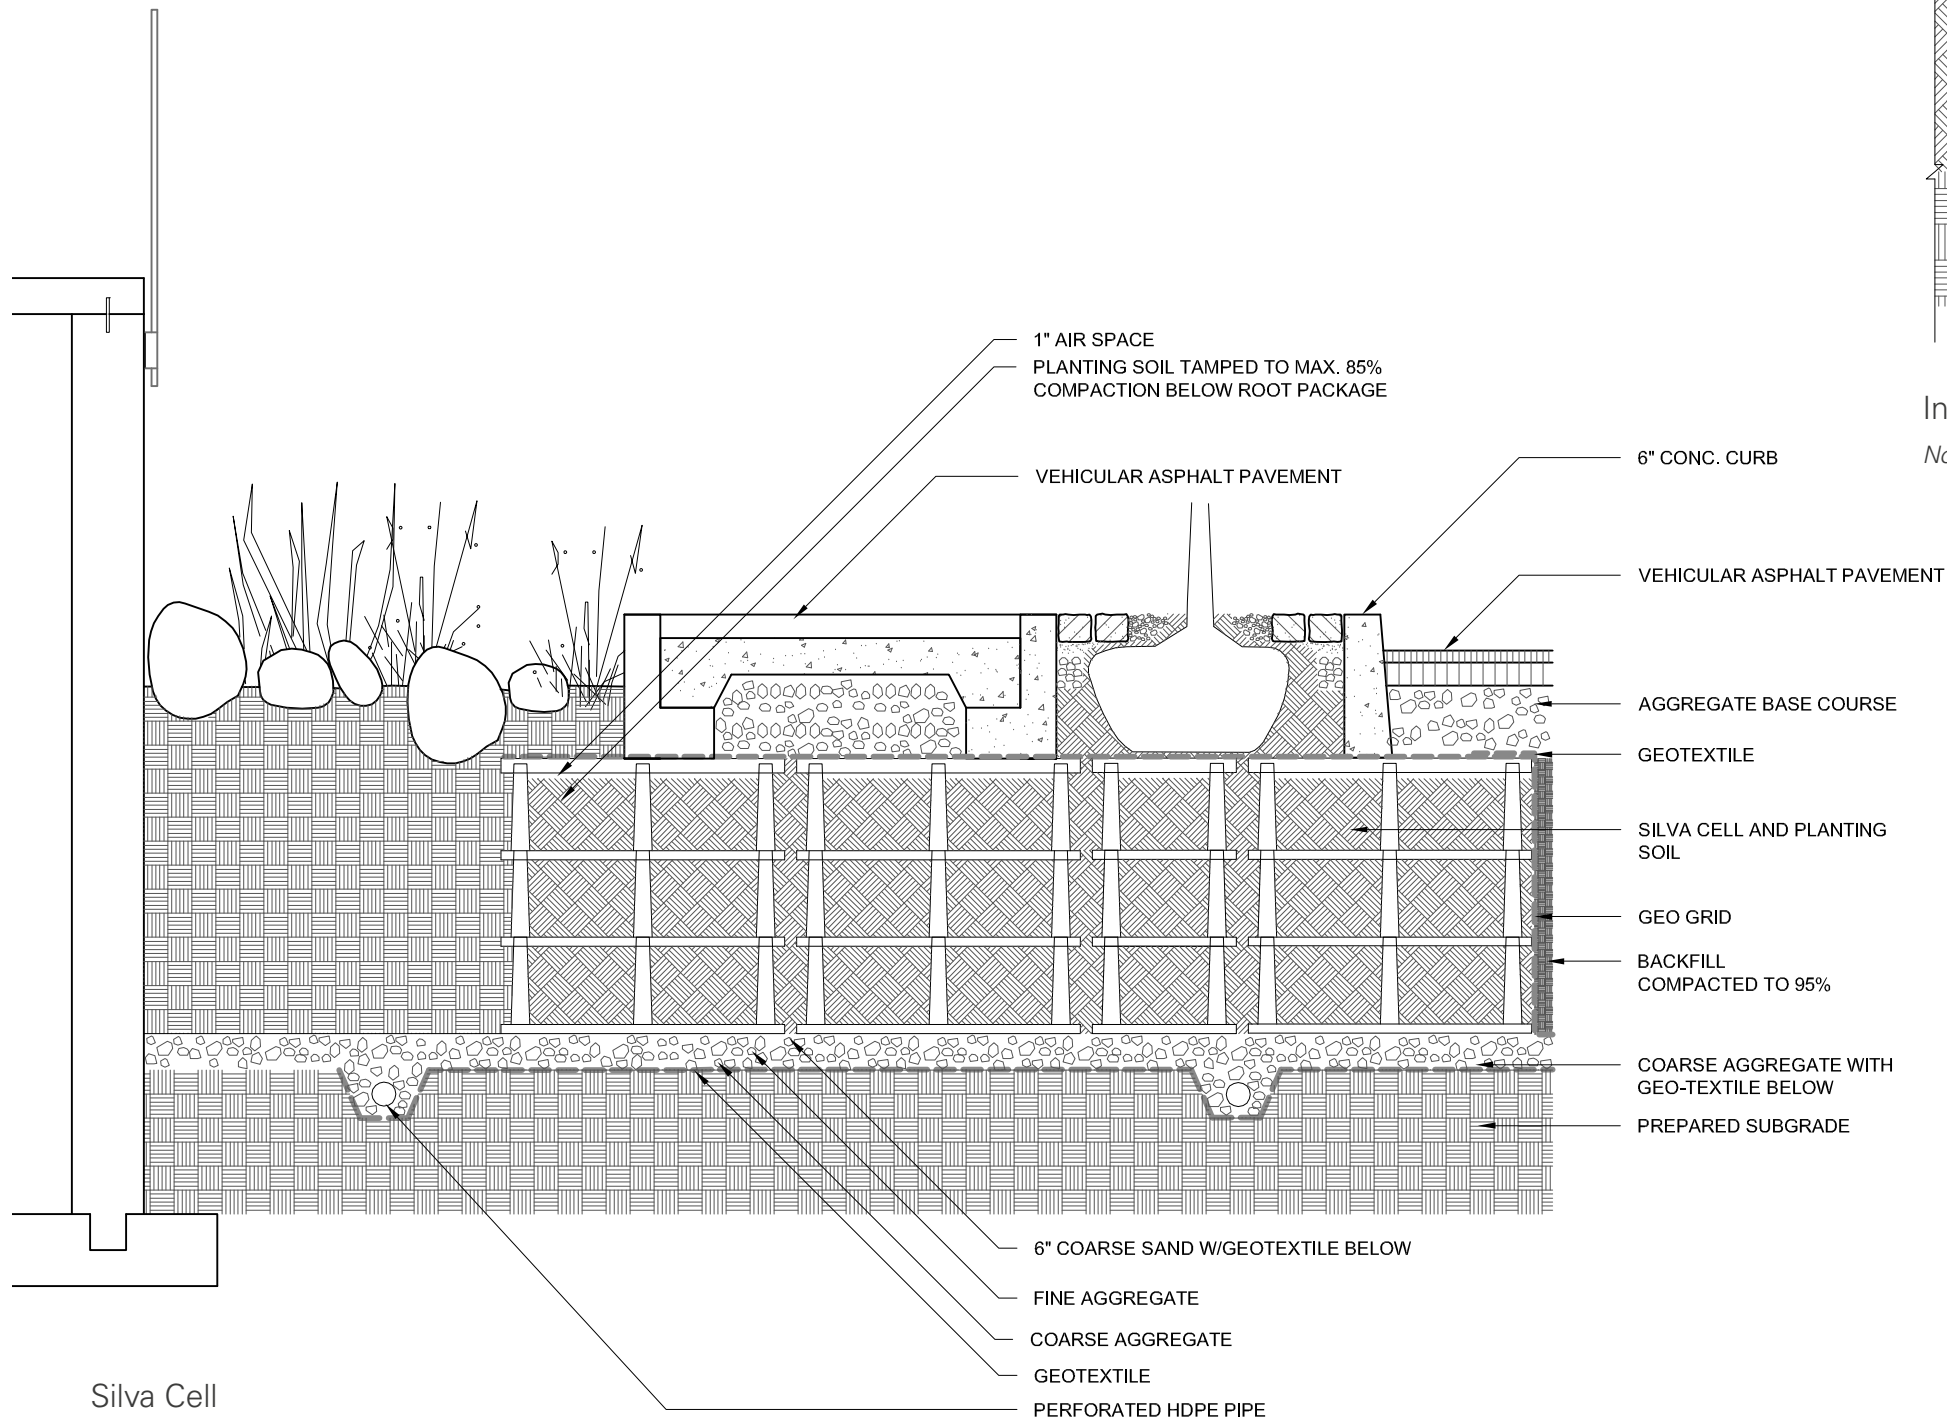 1" AIR SPACE
PLANTING SOIL TAMPED TO MAX. 85%
COMPACTION BELOW ROOT PACKAGE
VEHICULAR ASPHALT PAVEMENT
6" CONC. CURB
VEHICULAR ASPHALT PAVEMENT
AGGREGATE BASE COURSE
GEOTEXTILE
SILVA CELL AND PLANTING
SOIL
GEO GRID
BACKFILL
COMPACTED TO 95%
COARSE AGGREGATE WITH
GEO-TEXTILE BELOW
PREPARED SUBGRADE
6" COARSE SAND W/GEOTEXTILE BELOW
FINE AGGREGATE
COARSE AGGREGATE
GEOTEXTILE
PERFORATED HDPE PIPE
Silva Cell